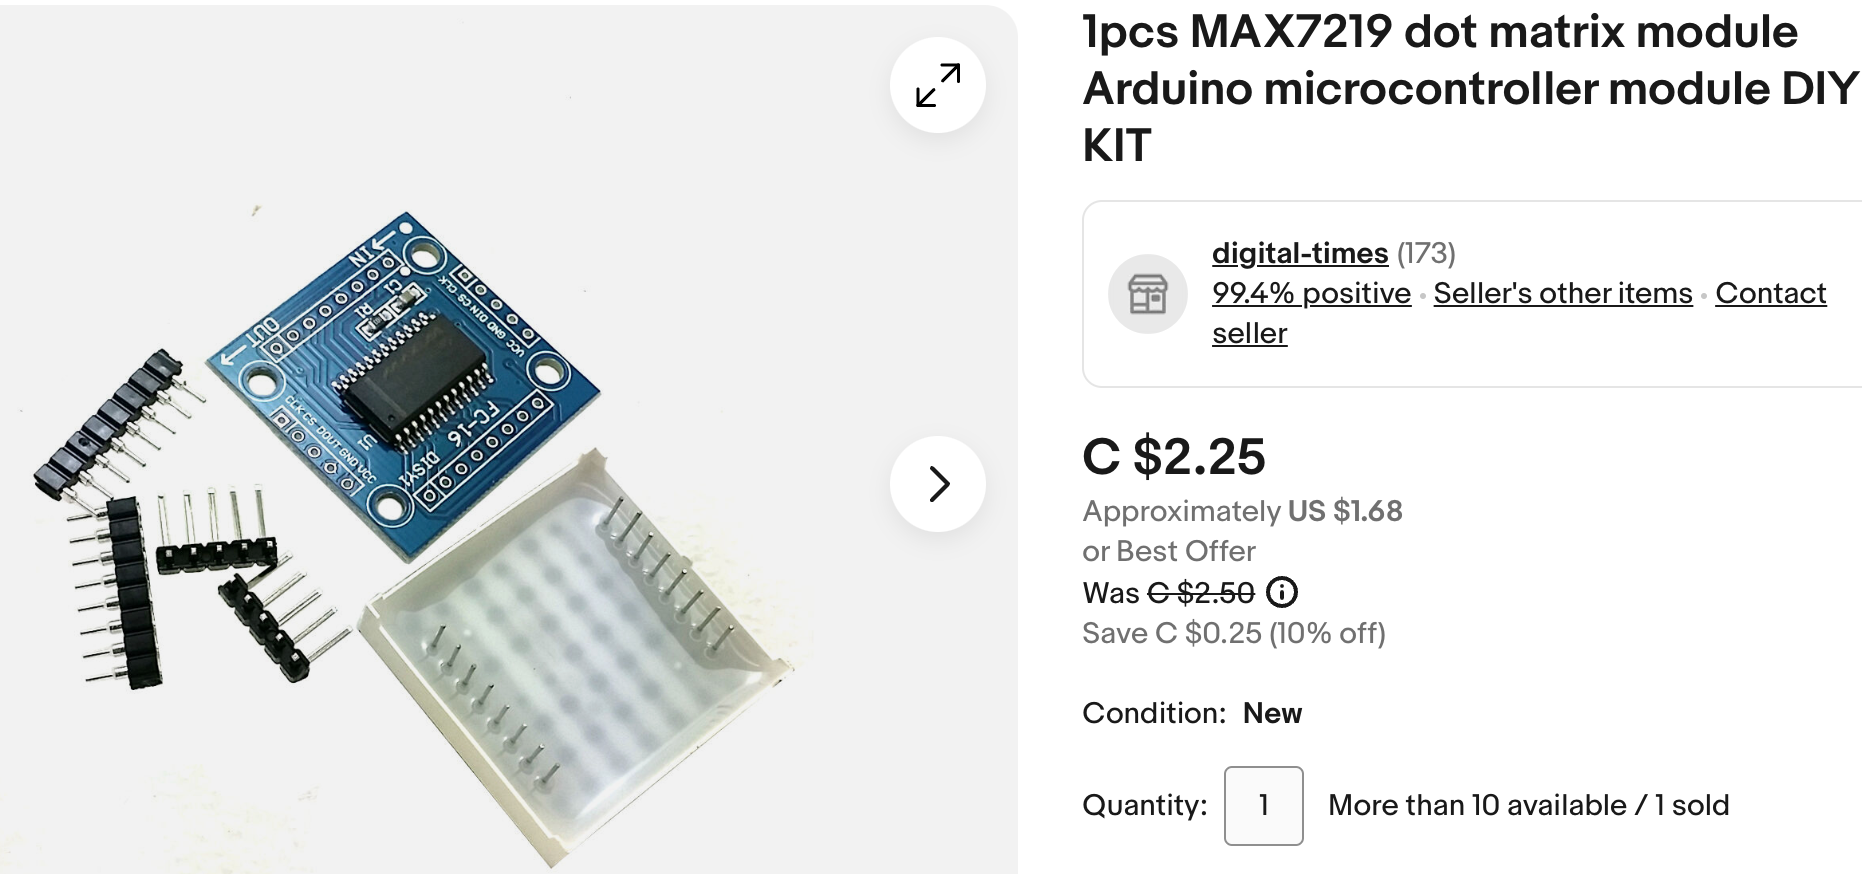 1pcs MAX7219 dot matrix module
Arduino microcontroller module DIY
KIT
digital-times (173)
99.4% positive · Seller's other items · Contact
seller
C $2.25
Approximately US $1.68
or Best Offer
Was C $2.50
Save C $0.25 (10% off)
Condition: New
Quantity: 1 More than 10 available / 1 sold
IN
OUT
C1
R1
CLK CS DIN GND VCC
CLK CS DOUT GND VCC
U1
FC-16
DISY1